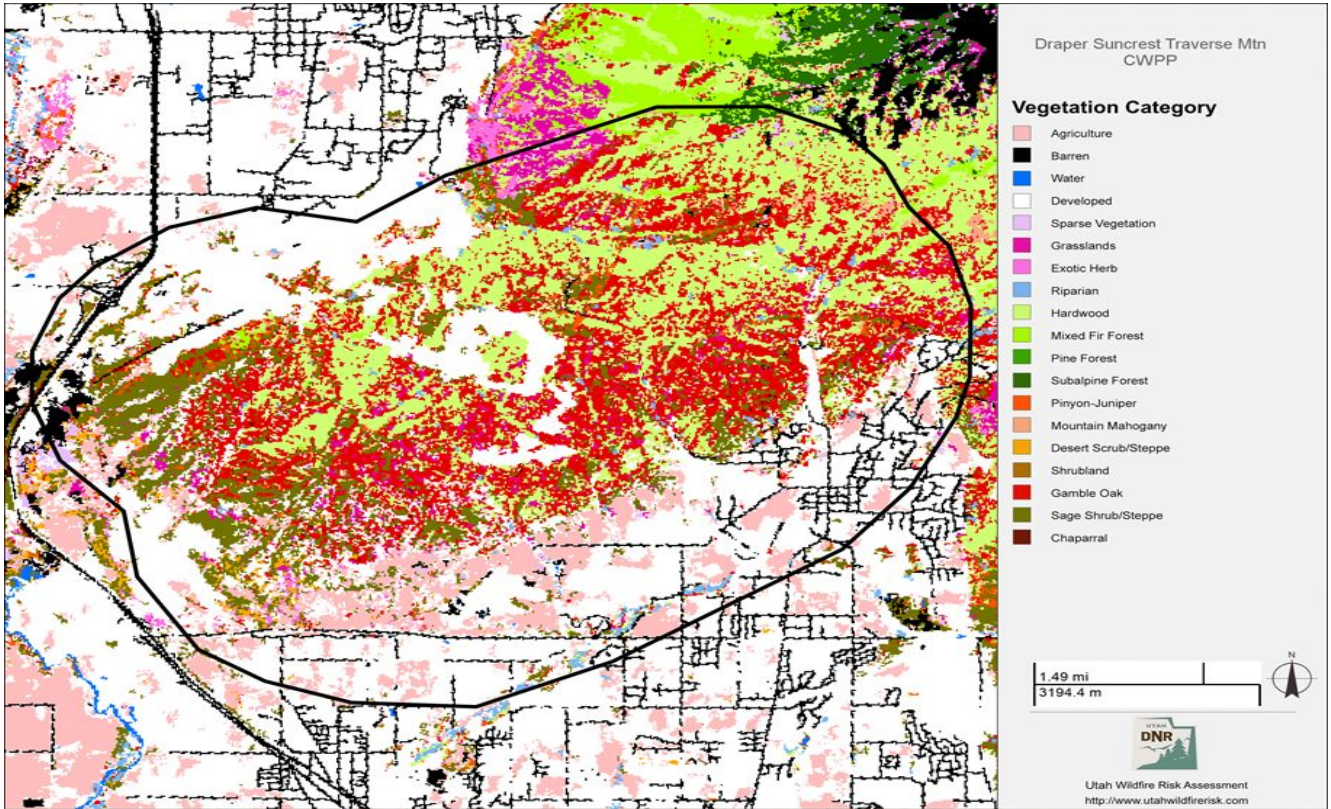 Draper Suncrest Traverse Mtn
CWPP
Vegetation Category
Agriculture
Barren
Water
Developed
Sparse Vegetation
Grasslands
Exotic Herb
Riparian
Hardwood
Mixed Fir Forest
Pine Forest
Subalpine Forest
Pinyon-Juniper
Mountain Mahogany
Desert Scrub/Steppe
Shrubland
Gamble Oak
Sage Shrub/Steppe
Chaparral
N
1.49 mi
3194.4 m
UTAH
DNR
Utah Wildfire Risk Assessment
http://www.utahwildfirerisk.com